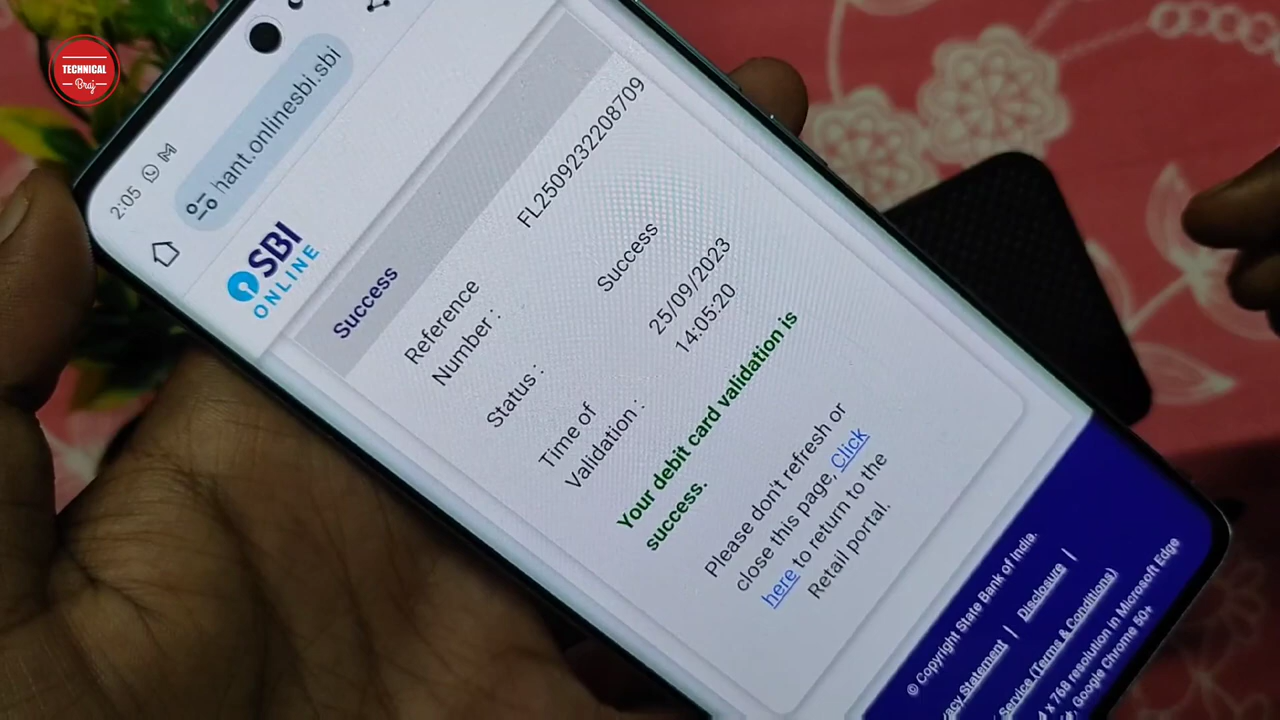 TECHNICAL
Braj
2:05
hant.onlinesbi.sbi
SBI
ONLINE
Success
Reference
Number :
FL2509232208709
Status :
Success
Time of
Validation :
25/09/2023
14:05:20
Your debit card validation is
success.
Please don't refresh or
close this page, Click
here to return to the
Retail portal.
© Copyright State Bank of India.
acy Statement | Disclosure |
Service (Terms & Conditions)
x 768 resolution in Microsoft Edge
Google Chrome 50+